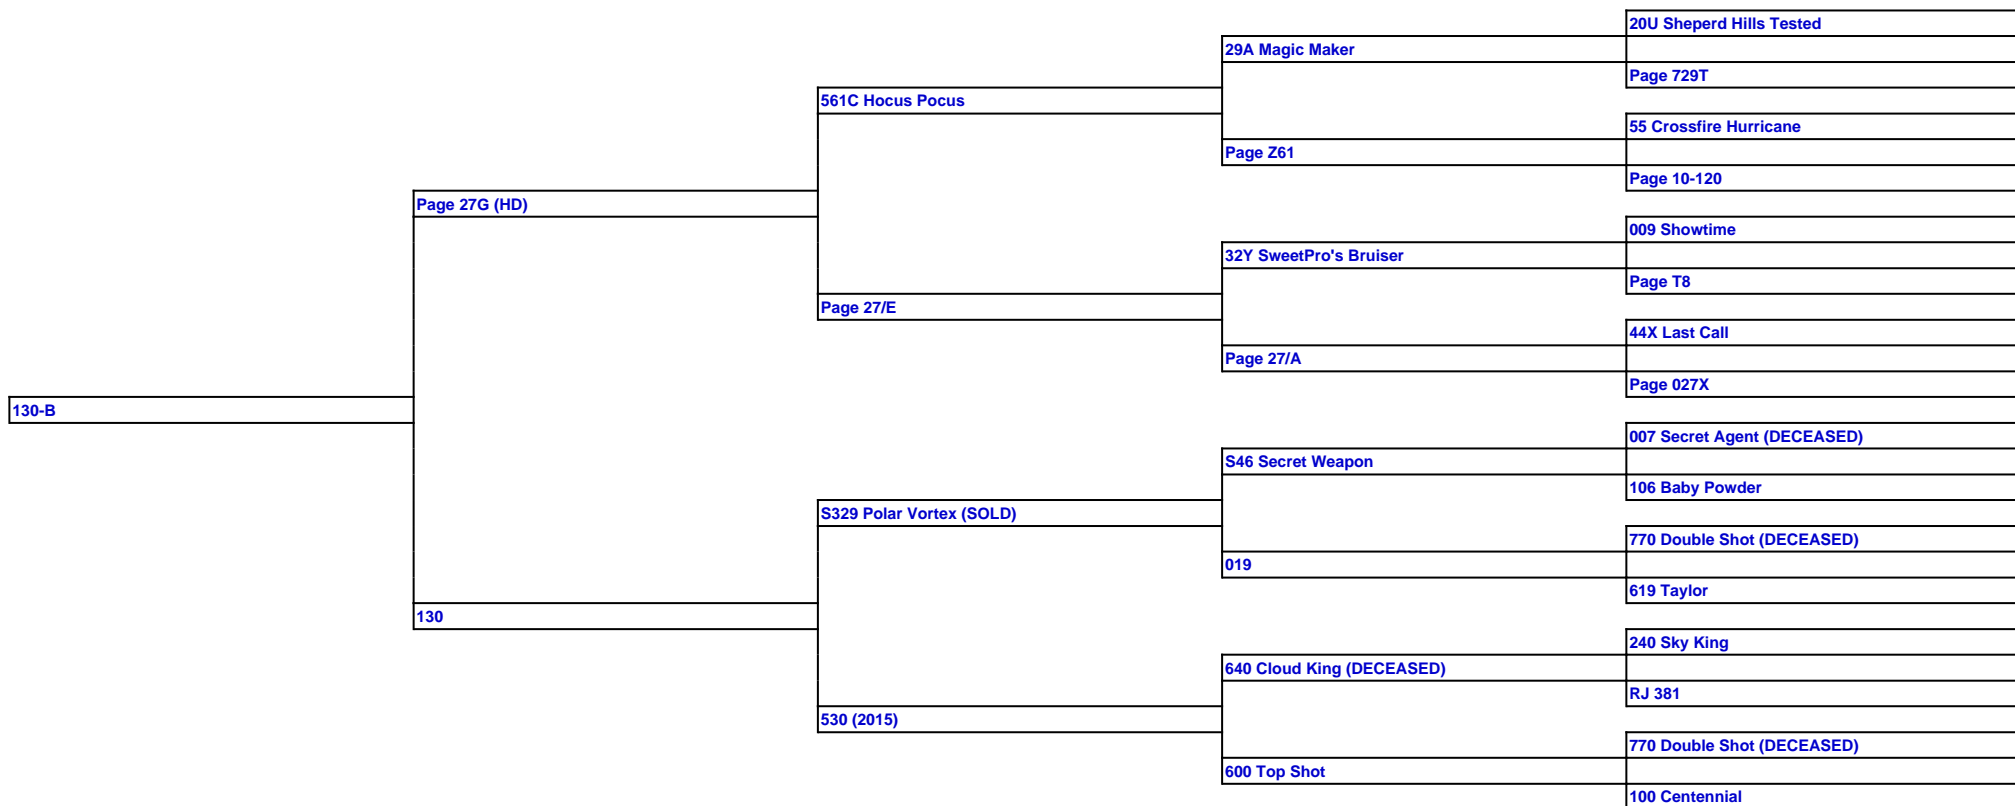 20U Sheperd Hills Tested
29A Magic Maker
Page 729T
561C Hocus Pocus
55 Crossfire Hurricane
Page Z61
Page 10-120
Page 27G (HD)
009 Showtime
32Y SweetPro's Bruiser
Page T8
Page 27/E
44X Last Call
Page 27/A
Page 027X
130-B
007 Secret Agent (DECEASED)
S46 Secret Weapon
106 Baby Powder
S329 Polar Vortex (SOLD)
770 Double Shot (DECEASED)
019
619 Taylor
130
240 Sky King
640 Cloud King (DECEASED)
RJ 381
530 (2015)
770 Double Shot (DECEASED)
600 Top Shot
100 Centennial